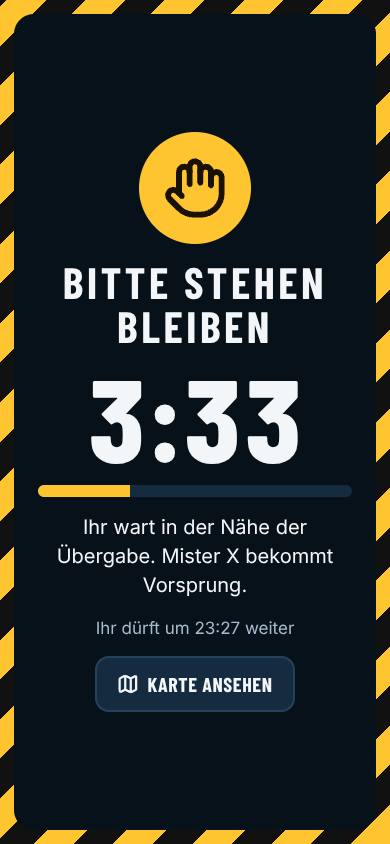 BITTE STEHEN
BLEIBEN
3:33
Ihr wart in der Nähe der
Übergabe. Mister X bekommt
Vorsprung.
Ihr dürft um 23:27 weiter
KARTE ANSEHEN